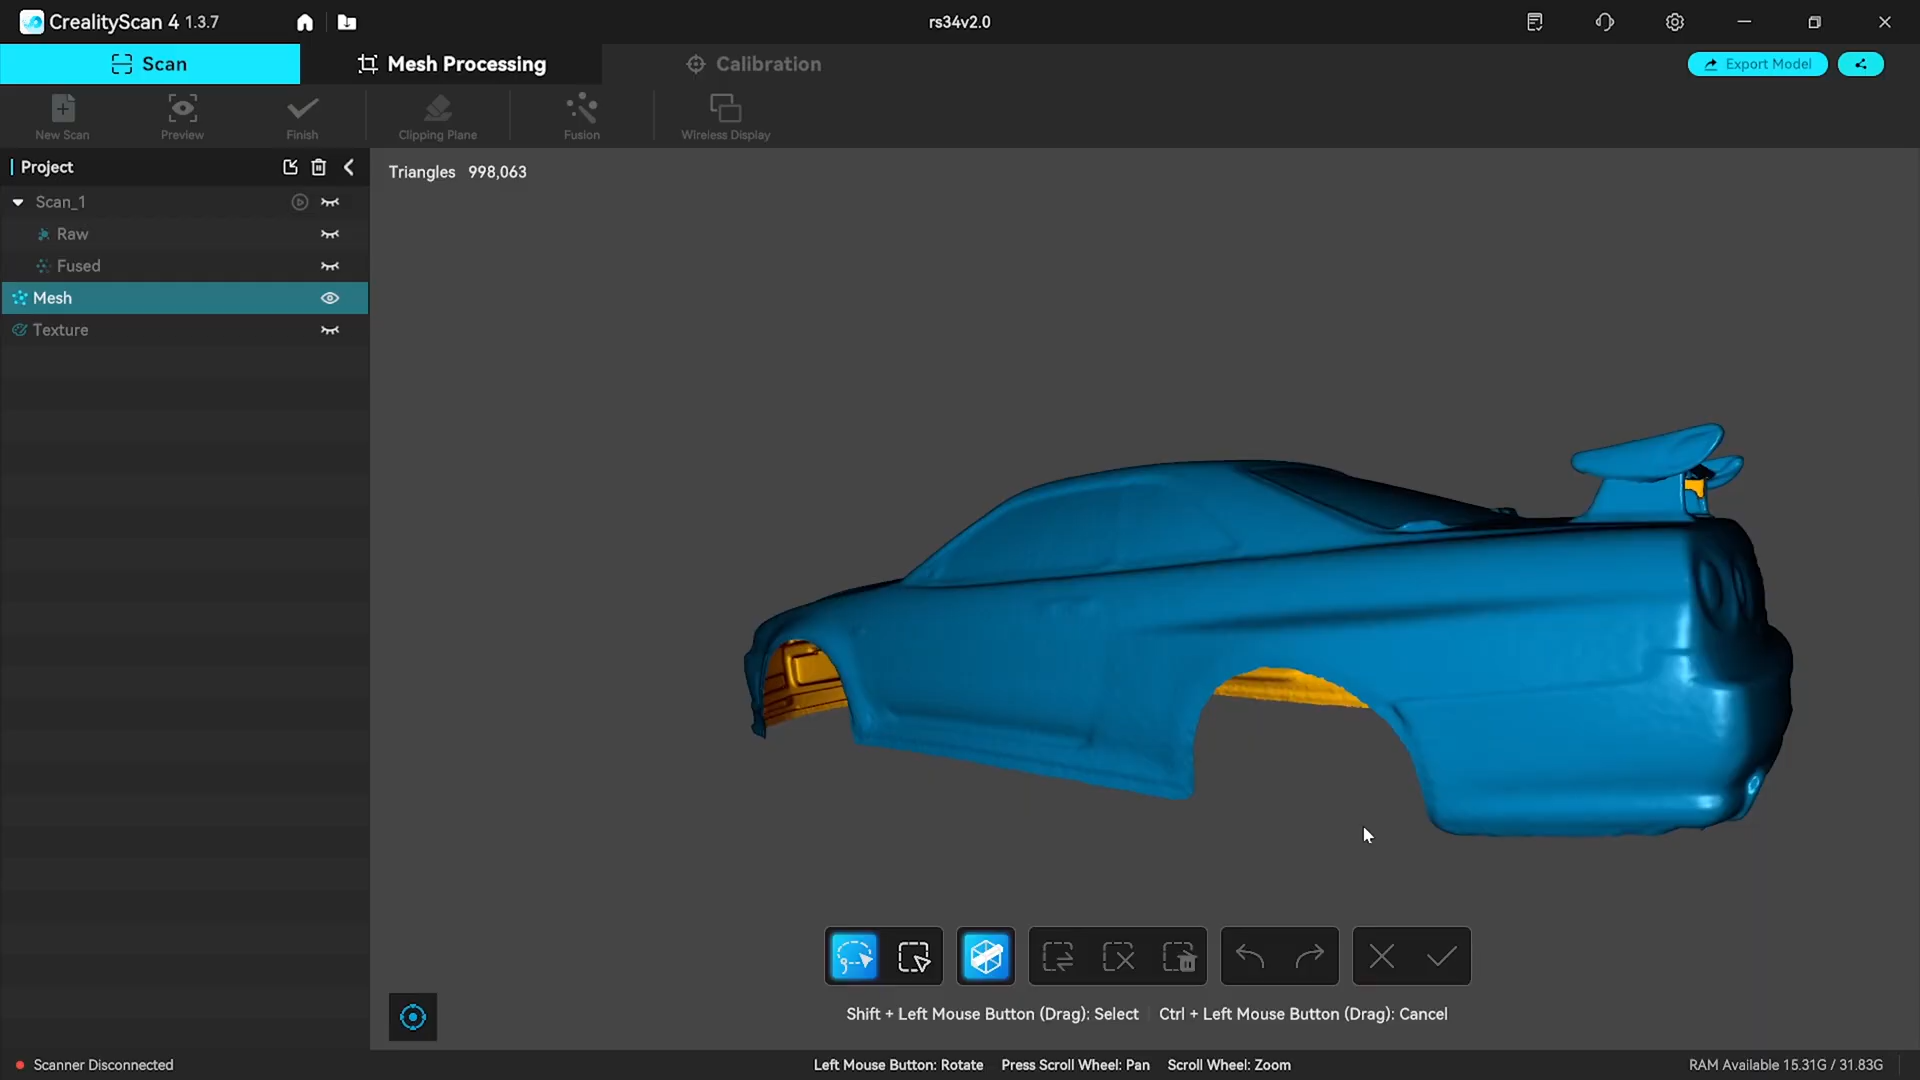 CrealityScan 4 1.3.7
rs34v2.0
Scan
Mesh Processing
Calibration
Export Model
New Scan
Preview
Finish
Clipping Plane
Fusion
Wireless Display
Project
Triangles 998,063
Scan_1
Raw
Fused
Mesh
Texture
Shift + Left Mouse Button (Drag): Select
Ctrl + Left Mouse Button (Drag): Cancel
Scanner Disconnected
Left Mouse Button: Rotate
Press Scroll Wheel: Pan
Scroll Wheel: Zoom
RAM Available 15.31G / 31.83G